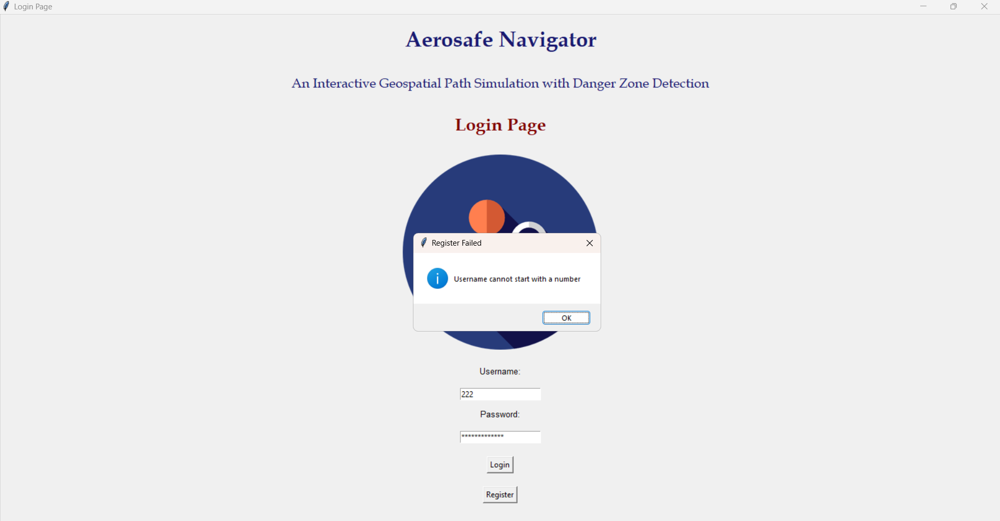 Login Page
Aerosafe Navigator
An Interactive Geospatial Path Simulation with Danger Zone Detection
Login Page
Register Failed
i
Username cannot start with a number
OK
Username:
222
Password:
*************
Login
Register